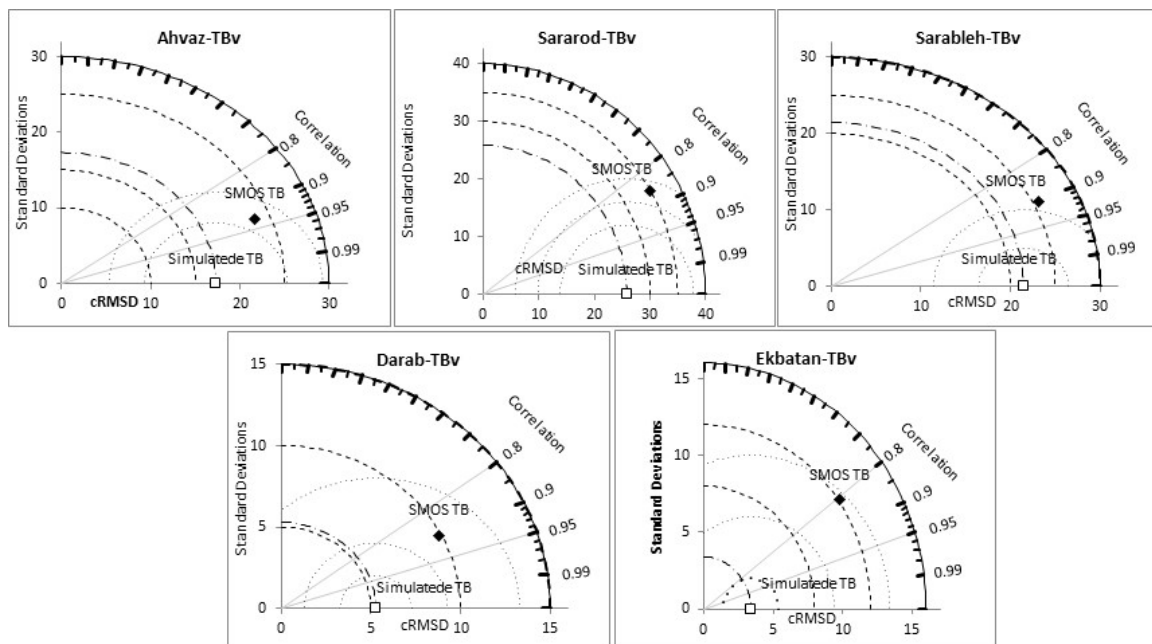 Ahvaz-TBv
30
20
10
0
Standard Deviations
Correlation
0.8
0.9
0.95
0.99
SMOS TB
Simulatede TB
0
10
20
30
cRMSD
Sararod-TBv
40
30
20
10
0
Standard Deviations
Correlation
0.8
0.9
0.95
0.99
SMOS TB
cRMSD
Simulatede TB
0
10
20
30
40
Sarableh-TBv
30
20
10
0
Standard Deviations
Correlation
0.8
0.9
0.95
0.99
SMOS TB
Simulatede TB
0
10
20
30
cRMSD
Darab-TBv
15
10
5
0
Standard Deviations
Correlation
0.8
0.9
0.95
0.99
SMOS TB
Simulatede TB
0
5
10
15
cRMSD
Ekbatan-TBv
15
10
5
0
Standard Deviations
Correlation
0.8
0.9
0.95
0.99
SMOS TB
Simulatede TB
0
5
10
15
cRMSD